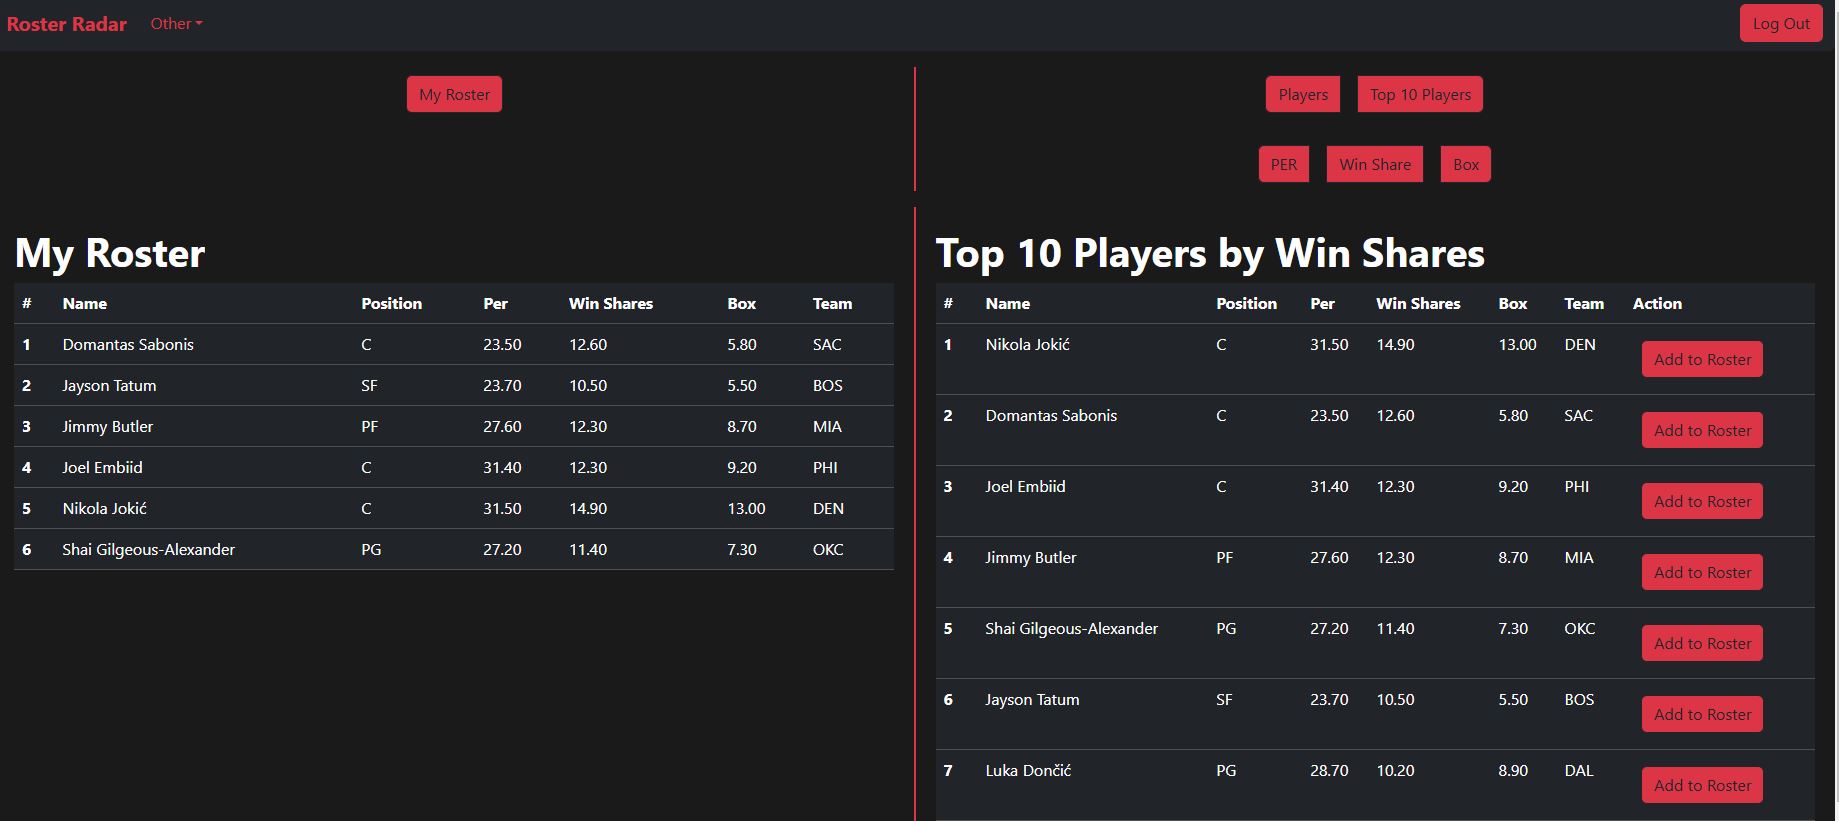 Roster Radar Other Log Out
My Roster
Players Top 10 Players
PER Win Share Box
My Roster
# Name Position Per Win Shares Box Team
1 Domantas Sabonis C 23.50 12.60 5.80 SAC
2 Jayson Tatum SF 23.70 10.50 5.50 BOS
3 Jimmy Butler PF 27.60 12.30 8.70 MIA
4 Joel Embiid C 31.40 12.30 9.20 PHI
5 Nikola Jokić C 31.50 14.90 13.00 DEN
6 Shai Gilgeous-Alexander PG 27.20 11.40 7.30 OKC
Top 10 Players by Win Shares
# Name Position Per Win Shares Box Team Action
1 Nikola Jokić C 31.50 14.90 13.00 DEN Add to Roster
2 Domantas Sabonis C 23.50 12.60 5.80 SAC Add to Roster
3 Joel Embiid C 31.40 12.30 9.20 PHI Add to Roster
4 Jimmy Butler PF 27.60 12.30 8.70 MIA Add to Roster
5 Shai Gilgeous-Alexander PG 27.20 11.40 7.30 OKC Add to Roster
6 Jayson Tatum SF 23.70 10.50 5.50 BOS Add to Roster
7 Luka Dončić PG 28.70 10.20 8.90 DAL Add to Roster